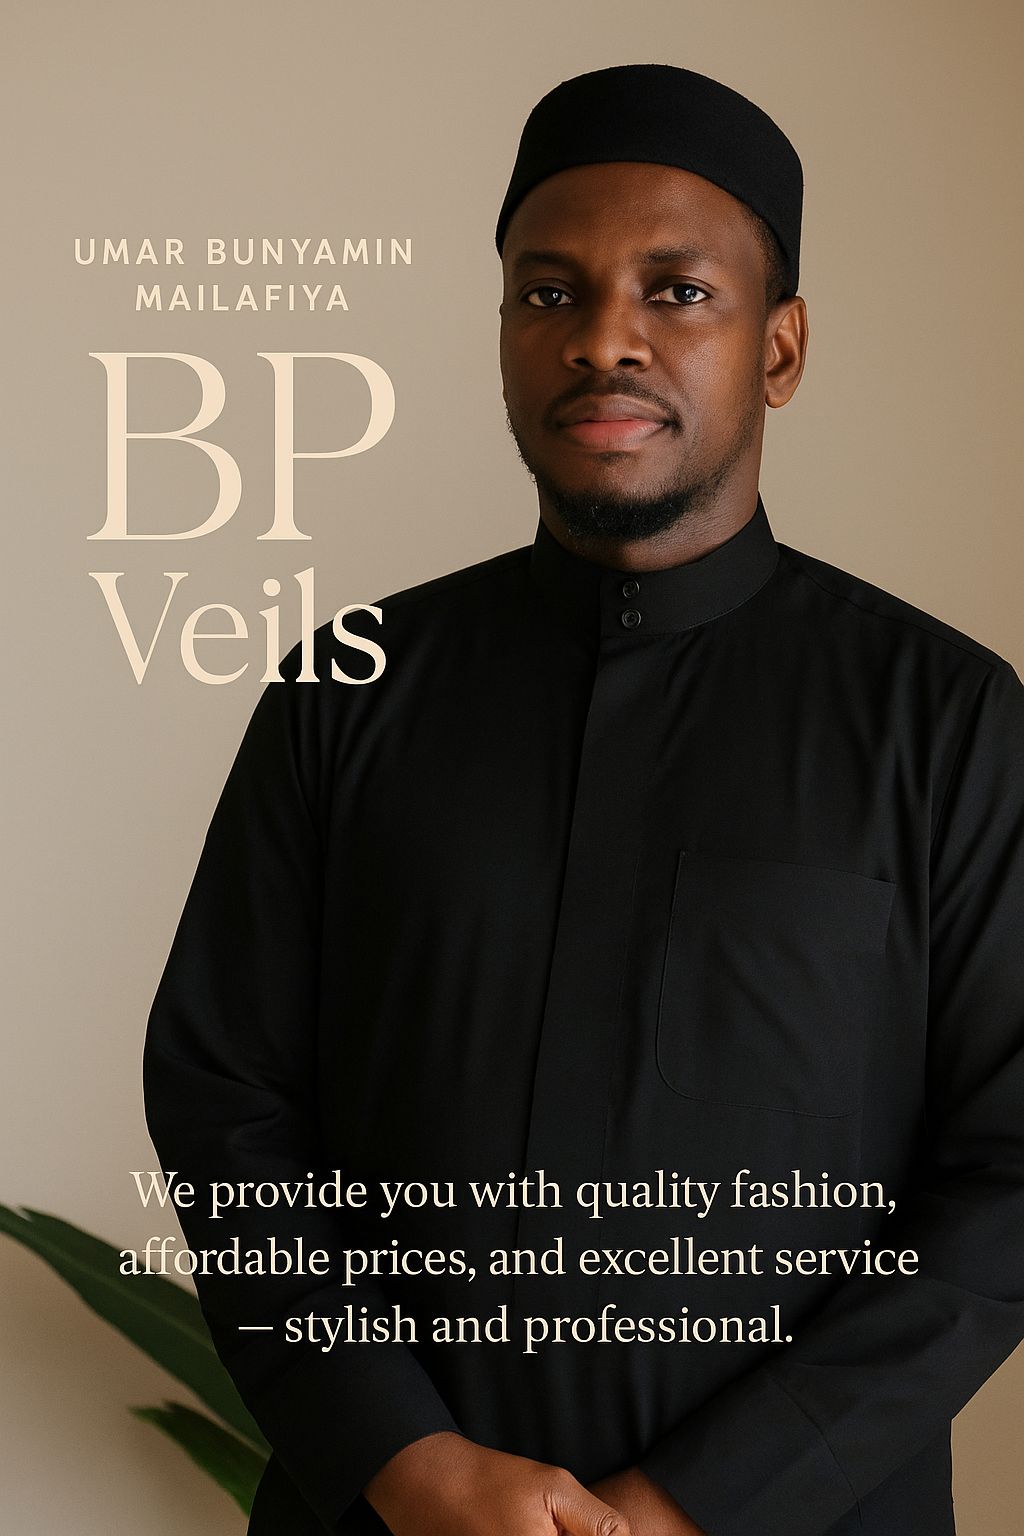 UMAR BUNYAMIN
MAILAFIYA
BP
Veils
We provide you with quality fashion,
affordable prices, and excellent service
— stylish and professional.